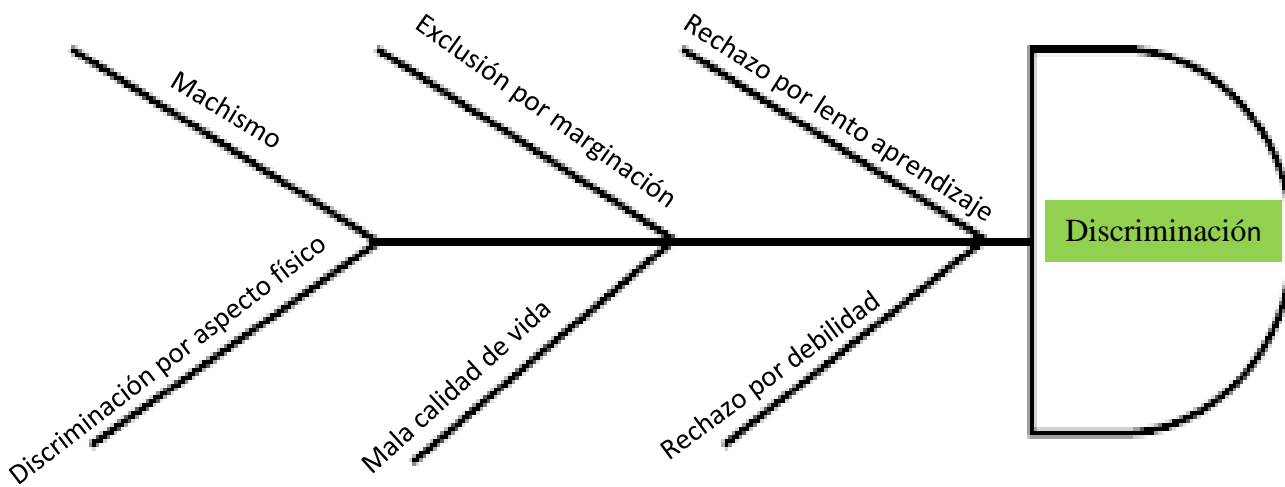 Machismo
Exclusión por marginación
Rechazo por lento aprendizaje
Discriminación
Discriminación por aspecto físico
Mala calidad de vida
Rechazo por debilidad